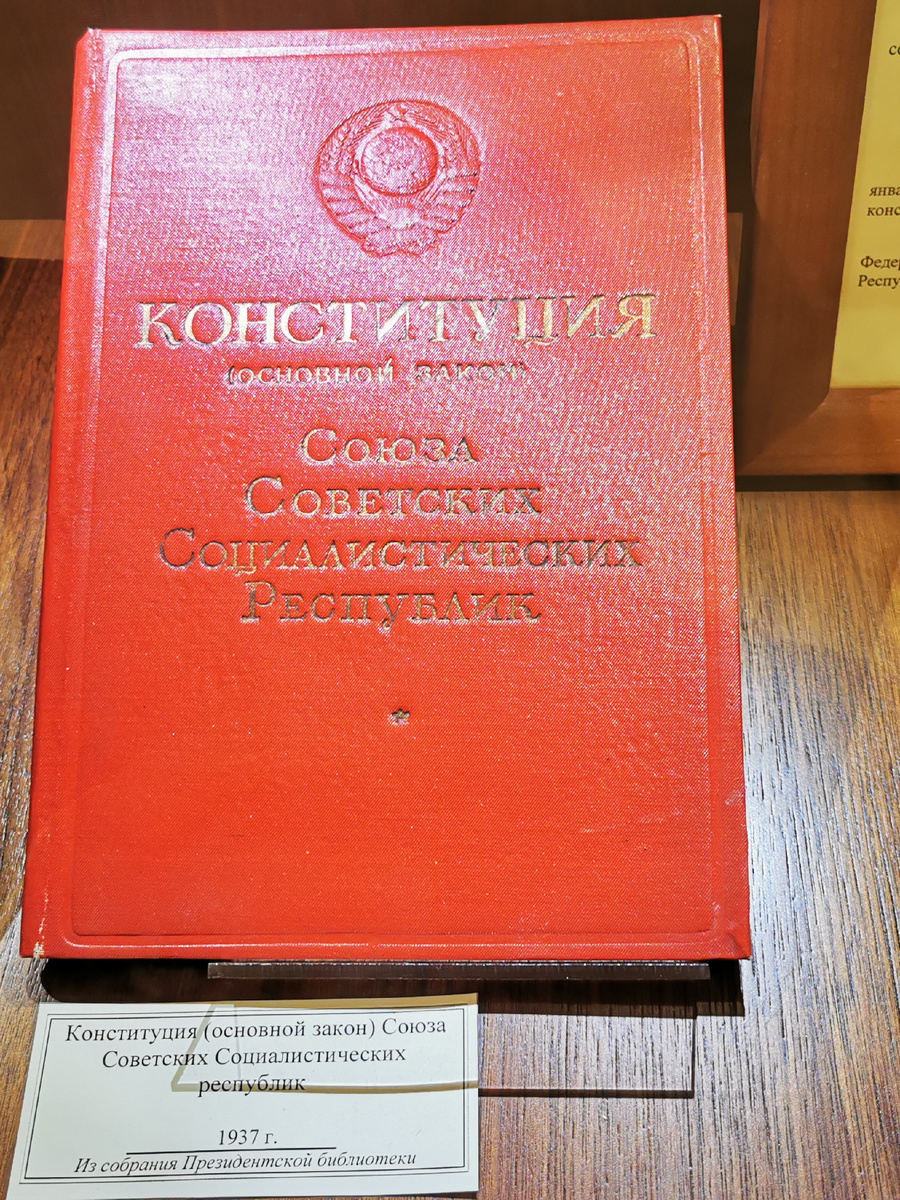 КОНСТИТУЦИЯ
(ОСНОВНОЙ ЗАКОН)
СОЮЗА
СОВЕТСКИХ
СОЦИАЛИСТИЧЕСКИХ
РЕСПУБЛИК
Конституция (основной закон) Союза
Советских Социалистических
республик
1937 г.
Из собрания Президентской библиотеки